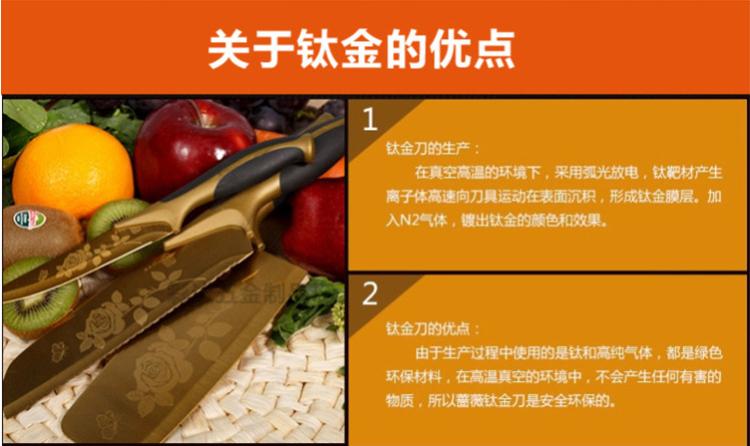 关于钛金的优点
1
钛金刀的生产：
在真空高温的环境下，采用弧光放电，钛靶材产生
离子体高速向刀具运动在表面沉积，形成钛金膜层。加
入N2气体，镀出钛金的颜色和效果。
五金制品
2
钛金刀的优点：
由于生产过程中使用的是钛和高纯气体，都是绿色
环保材料，在高温真空的环境中，不会产生任何有害的
物质，所以蔷薇钛金刀是安全环保的。